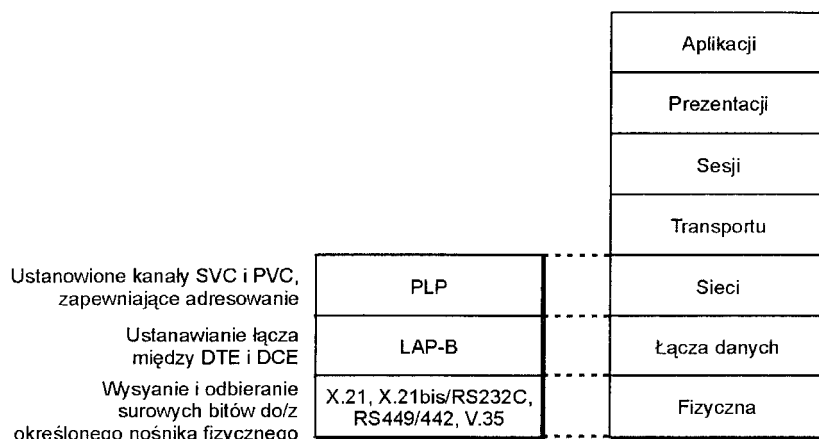 Aplikacji
Prezentacji
Sesji
Transportu
Ustanowione kanały SVC i PVC,
zapewniające adresowanie
PLP
Sieci
Ustanawianie łącza
między DTE i DCE
LAP-B
Łącza danych
Wysyanie i odbieranie
surowych bitów do/z
określonego nośnika fizycznego
X.21, X.21bis/RS232C,
RS449/442, V.35
Fizyczna